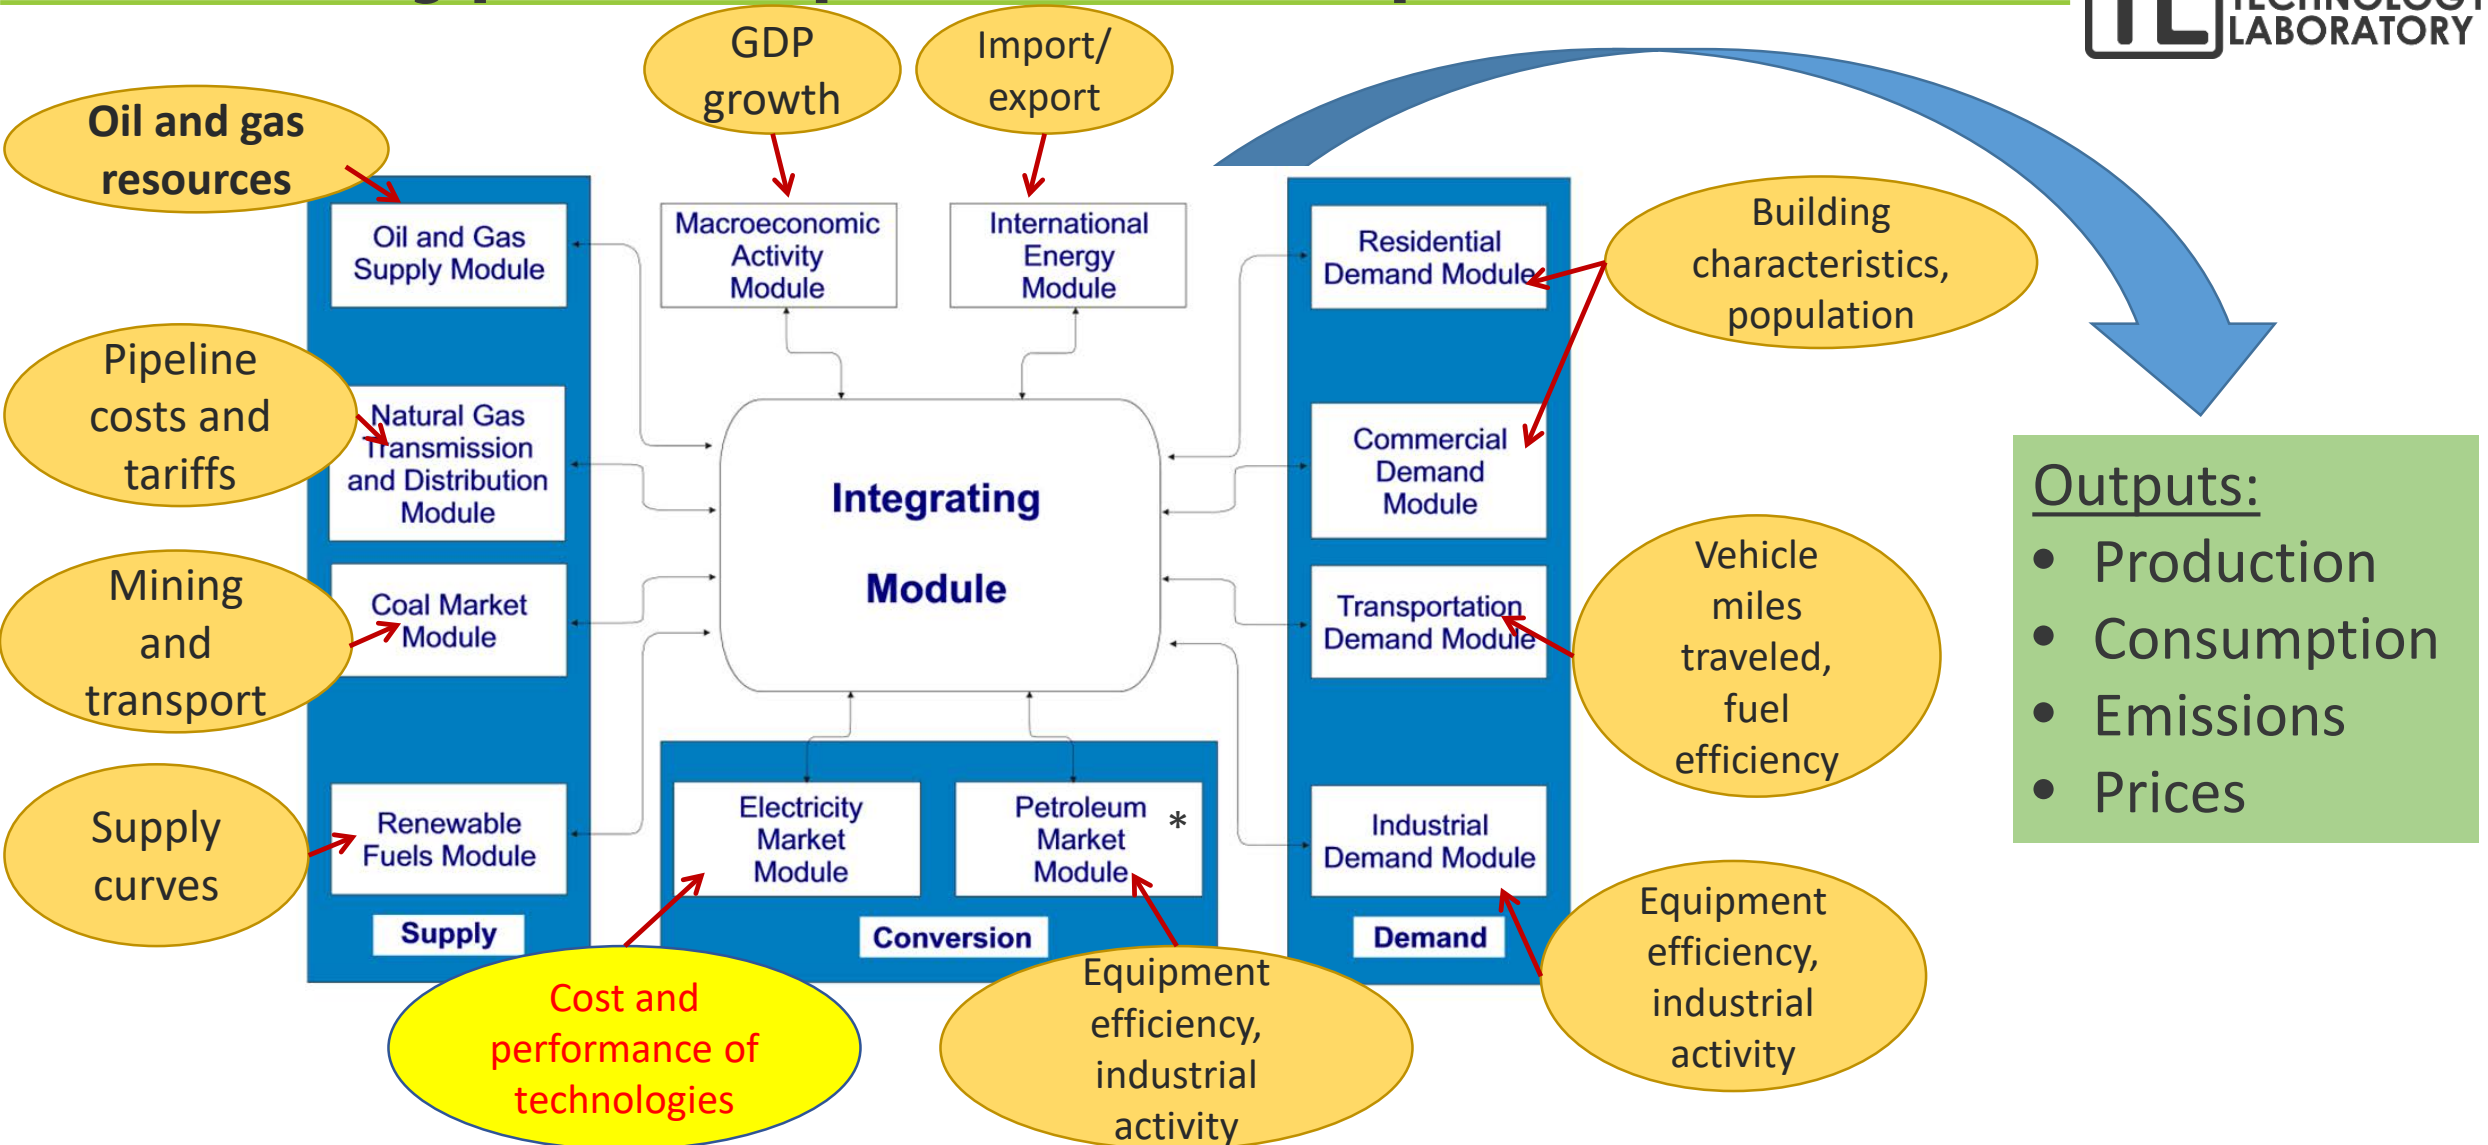 TECHNOLOGY
LABORATORY
GDP
growth
Import/
export
Oil and gas
resources
Oil and Gas
Supply Module
Macroeconomic
Activity
Module
International
Energy
Module
Residential
Demand Module
Building
characteristics,
population
Pipeline
costs and
tariffs
Natural Gas
Transmission
and Distribution
Module
Integrating
Module
Commercial
Demand
Module
Outputs:
• Production
• Consumption
• Emissions
• Prices
Mining
and
transport
Coal Market
Module
Transportation
Demand Module
Vehicle
miles
traveled,
fuel
efficiency
Supply
curves
Renewable
Fuels Module
Electricity
Market
Module
Petroleum
Market
Module
*
Industrial
Demand Module
Supply
Conversion
Demand
Cost and
performance of
technologies
Equipment
efficiency,
industrial
activity
Equipment
efficiency,
industrial
activity